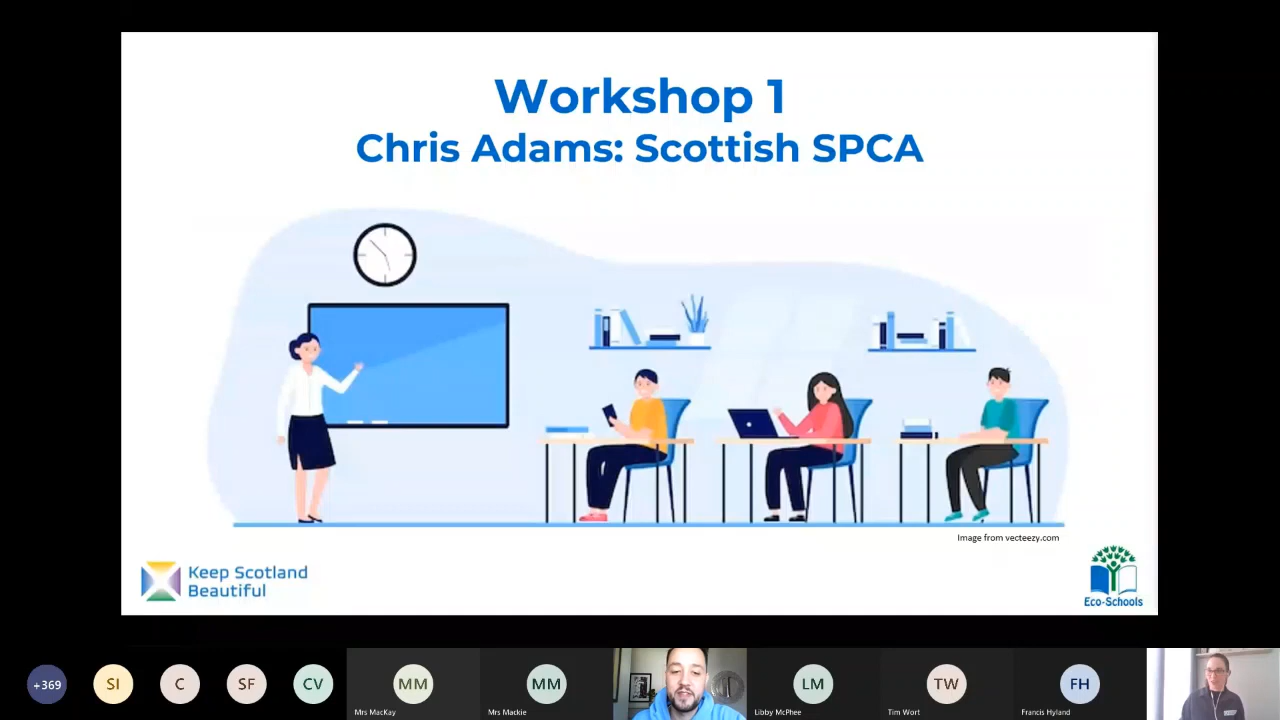 Workshop 1
Chris Adams: Scottish SPCA
Image from vecteezy.com
Keep Scotland
Beautiful
Eco-Schools
+369
SI
C
SF
CV
MM
MM
LM
TW
FH
Mrs MacKay
Mrs Mackie
Libby McPhee
Tim Wort
Francis Hyland